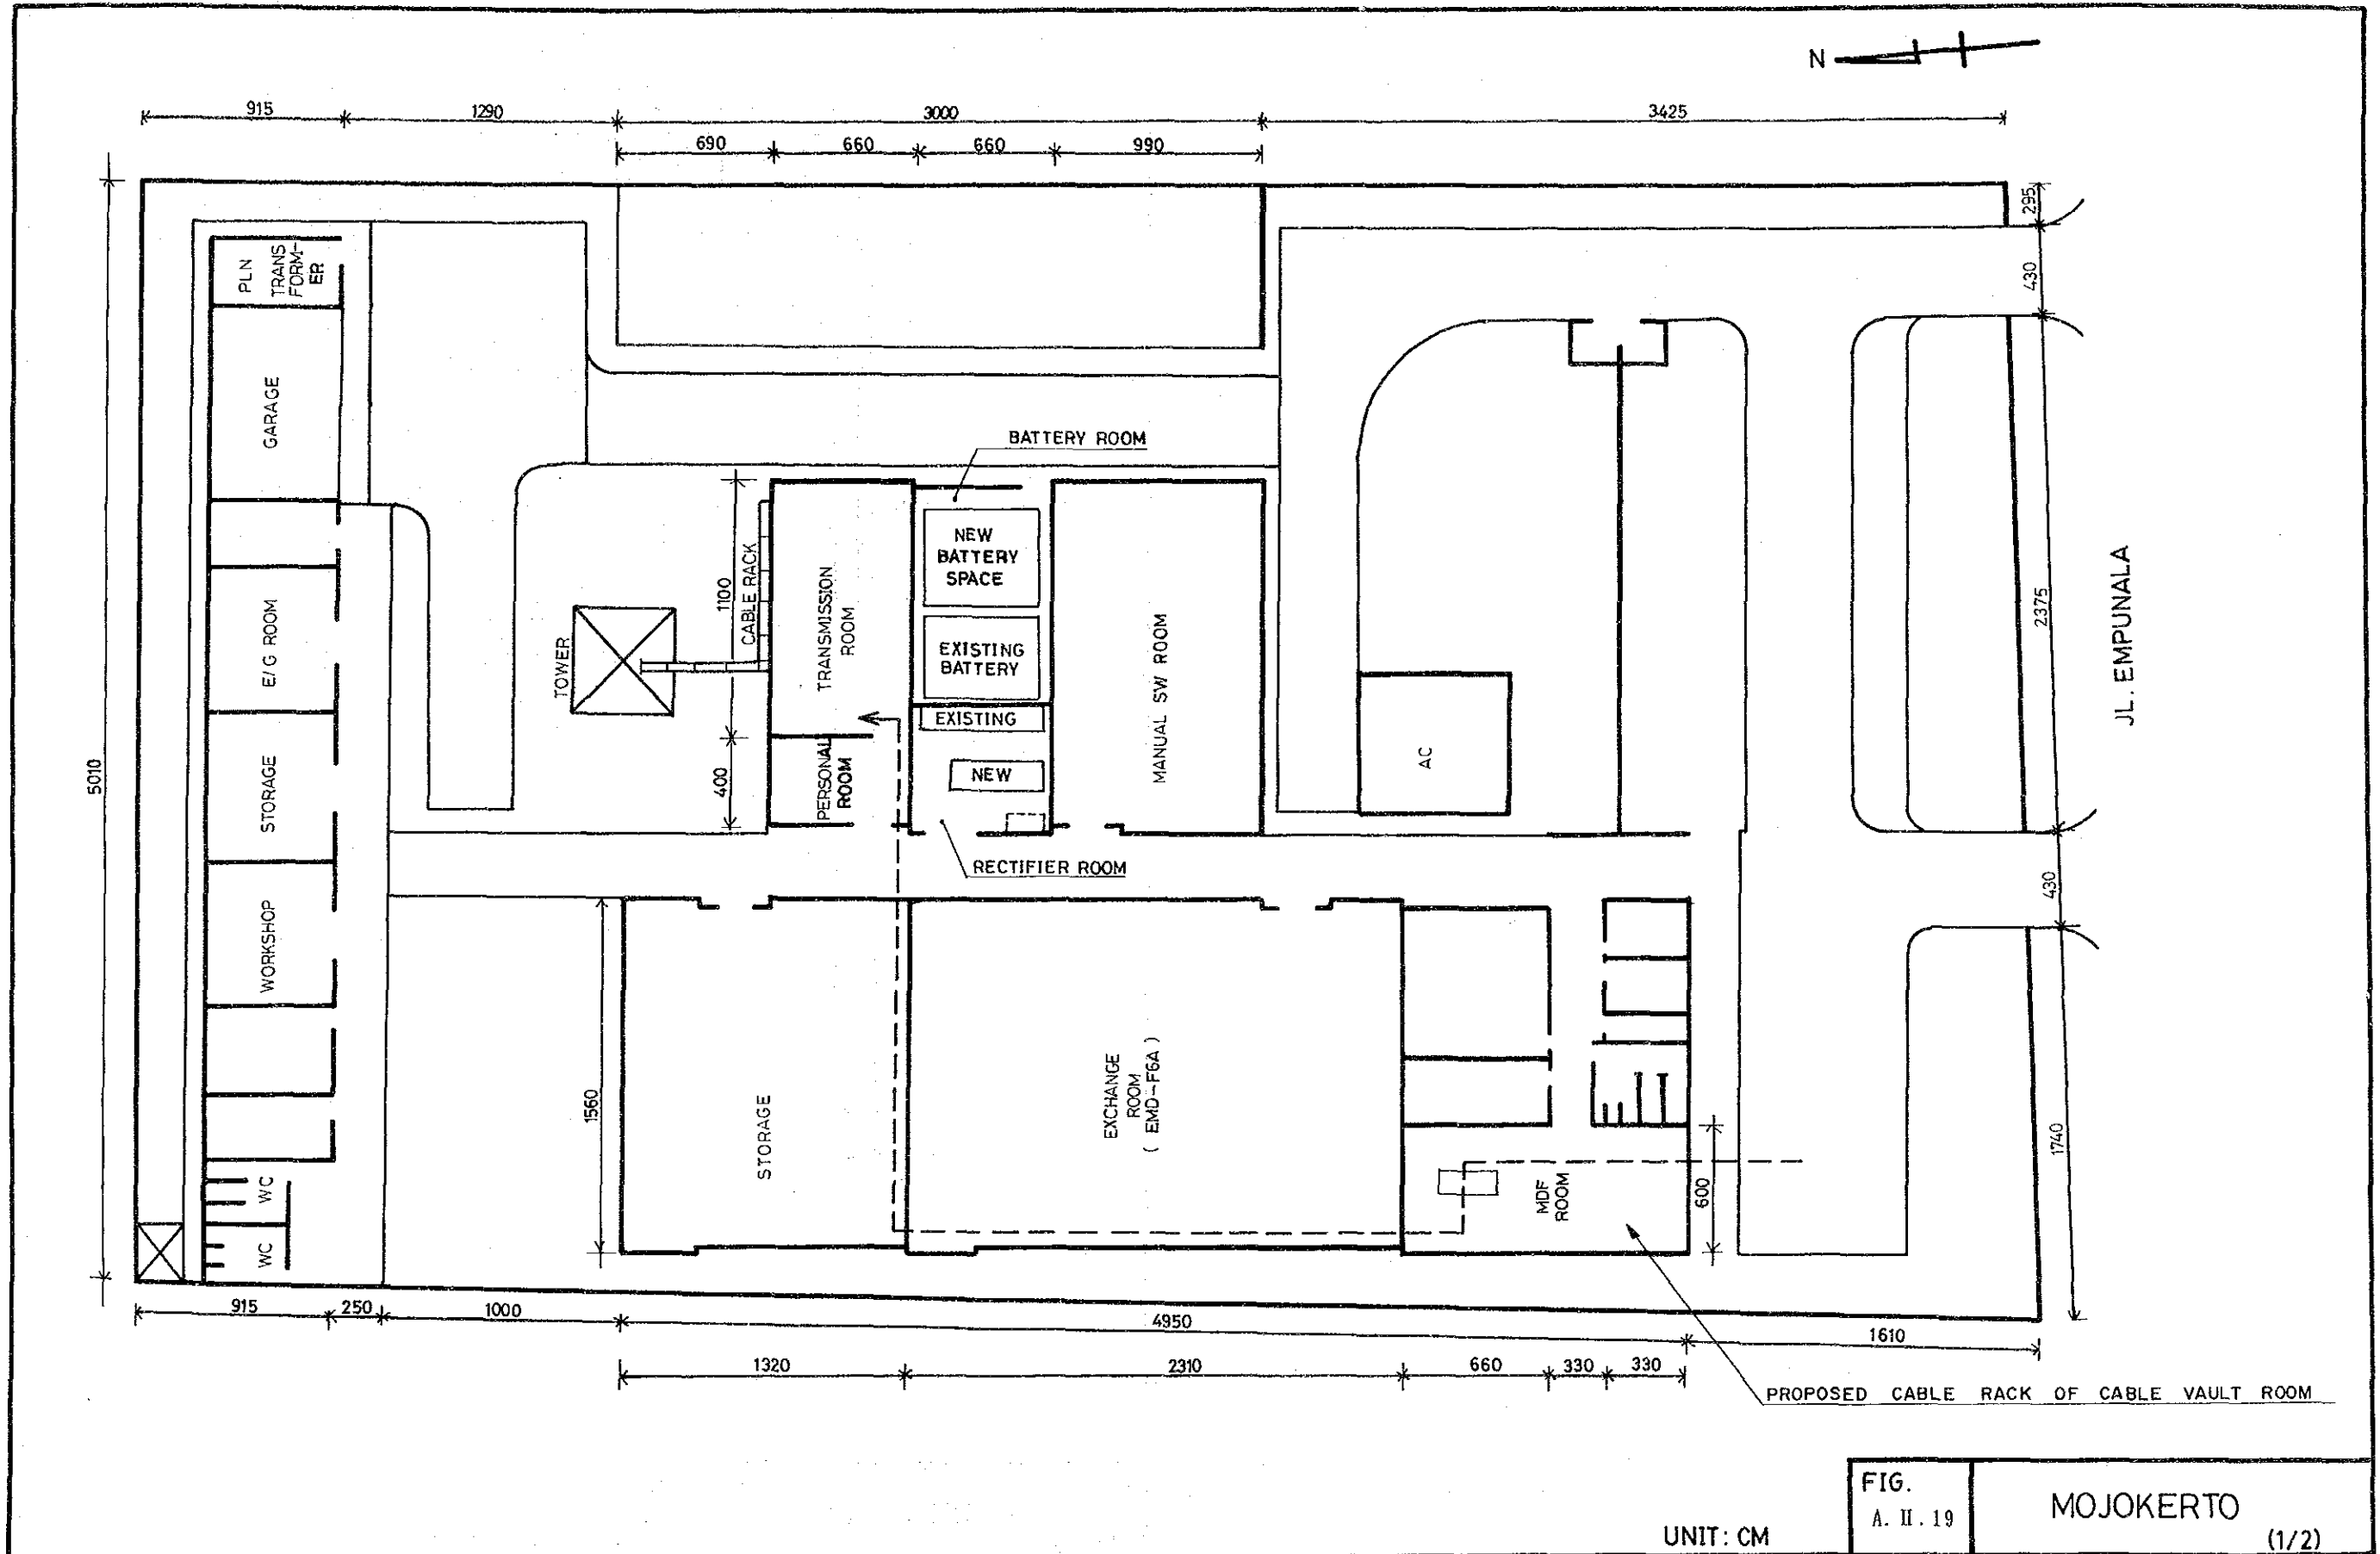 N
915
1290
3000
3425
690
660
660
990
5010
295
430
2375
430
1740
PLN
TRANS
FORM-
ER
GARAGE
E/G ROOM
STORAGE
WORKSHOP
WC
WC
TOWER
CABLE RACK
1100
400
BATTERY ROOM
TRANSMISSION
ROOM
PERSONAL
ROOM
NEW
BATTERY
SPACE
EXISTING
BATTERY
EXISTING
NEW
RECTIFIER ROOM
MANUAL SW ROOM
AC
JL. EMPUNALA
1560
STORAGE
EXCHANGE
ROOM
( EMD-F6A )
MDF
ROOM
600
915
250
1000
4950
1610
1320
2310
660
330
330
PROPOSED CABLE RACK OF CABLE VAULT ROOM
UNIT: CM
FIG.
A. II. 19
MOJOKERTO
(1/2)